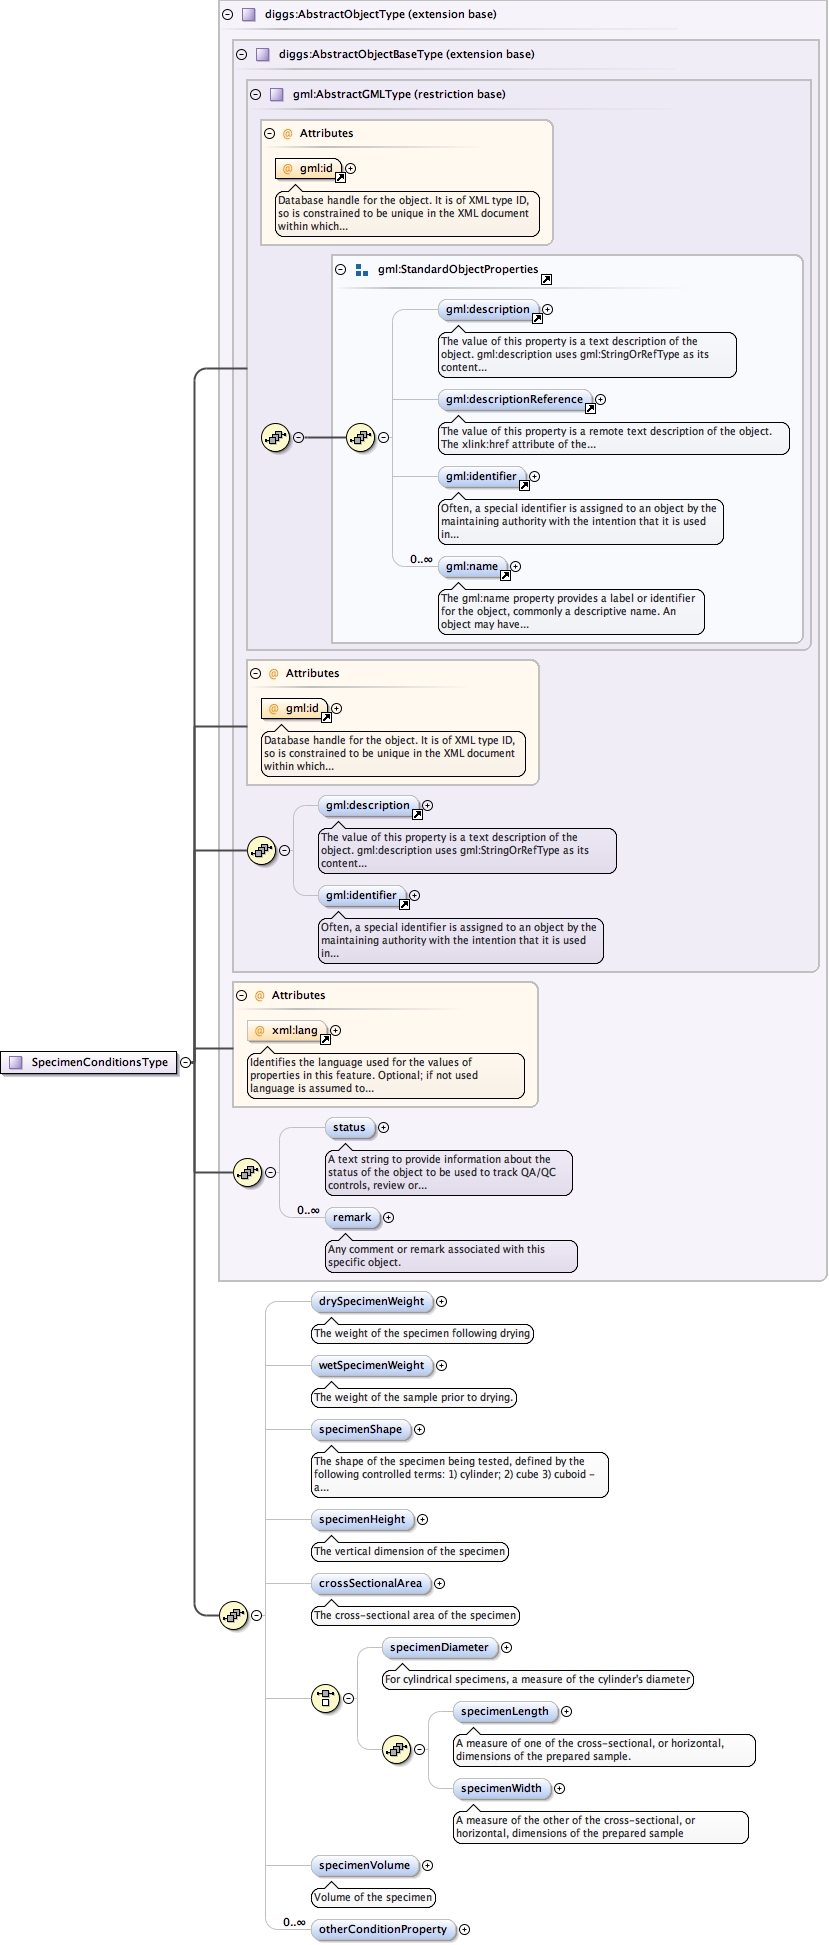 diggs:AbstractObjectType (extension base)
diggs:AbstractObjectBaseType (extension base)
gml:AbstractGMLType (restriction base)
@ Attributes
@ gml:id
Database handle for the object. It is of XML type ID,
so is constrained to be unique in the XML document
within which...
gml:StandardObjectProperties
gml:description
The value of this property is a text description of the
object. gml:description uses gml:StringOrRefType as its
content...
gml:descriptionReference
The value of this property is a remote text description of the object.
The xlink:href attribute of the...
gml:identifier
Often, a special identifier is assigned to an object by the
maintaining authority with the intention that it is used
in...
0..∞
gml:name
The gml:name property provides a label or identifier
for the object, commonly a descriptive name. An
object may have...
@ Attributes
@ gml:id
Database handle for the object. It is of XML type ID,
so is constrained to be unique in the XML document
within which...
gml:description
The value of this property is a text description of the
object. gml:description uses gml:StringOrRefType as its
content...
gml:identifier
Often, a special identifier is assigned to an object by the
maintaining authority with the intention that it is used
in...
@ Attributes
@ xml:lang
Identifies the language used for the values of
properties in this feature. Optional; if not used
language is assumed to...
SpecimenConditionsType
status
A text string to provide information about the
status of the object to be used to track QA/QC
controls, review or...
0..∞
remark
Any comment or remark associated with this
specific object.
drySpecimenWeight
The weight of the specimen following drying
wetSpecimenWeight
The weight of the sample prior to drying.
specimenShape
The shape of the specimen being tested, defined by the
following controlled terms: 1) cylinder; 2) cube 3) cuboid -
a...
specimenHeight
The vertical dimension of the specimen
crossSectionalArea
The cross-sectional area of the specimen
specimenDiameter
For cylindrical specimens, a measure of the cylinder's diameter
specimenLength
A measure of one of the cross-sectional, or horizontal,
dimensions of the prepared sample.
specimenWidth
A measure of the other of the cross-sectional, or
horizontal, dimensions of the prepared sample
specimenVolume
Volume of the specimen
0..∞
otherConditionProperty